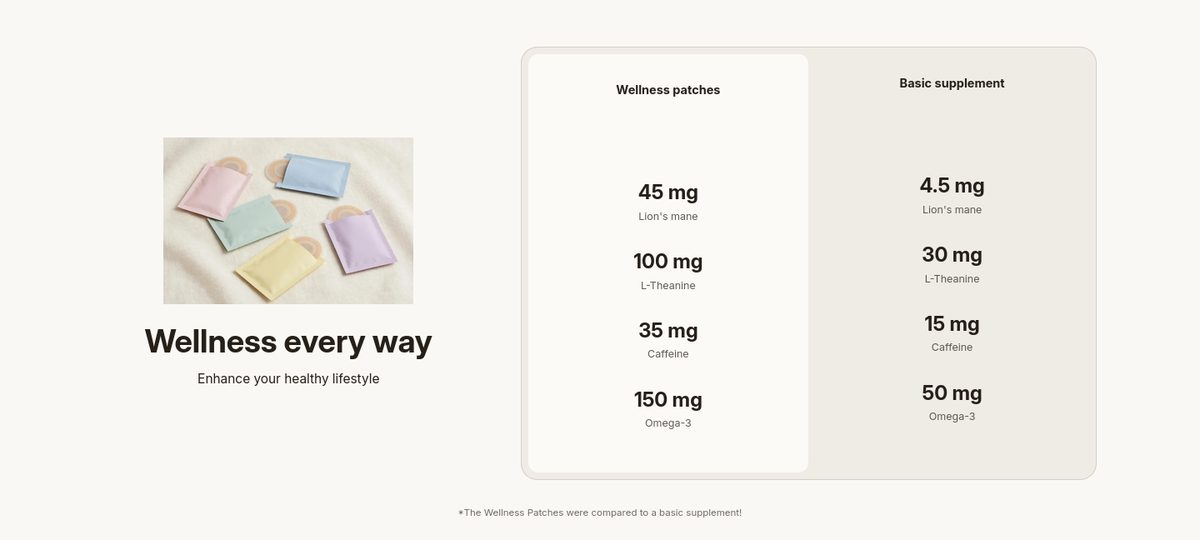 Wellness every way
Enhance your healthy lifestyle
Wellness patches
45 mg
Lion's mane
100 mg
L-Theanine
35 mg
Caffeine
150 mg
Omega-3
Basic supplement
4.5 mg
Lion's mane
30 mg
L-Theanine
15 mg
Caffeine
50 mg
Omega-3
*The Wellness Patches were compared to a basic supplement!